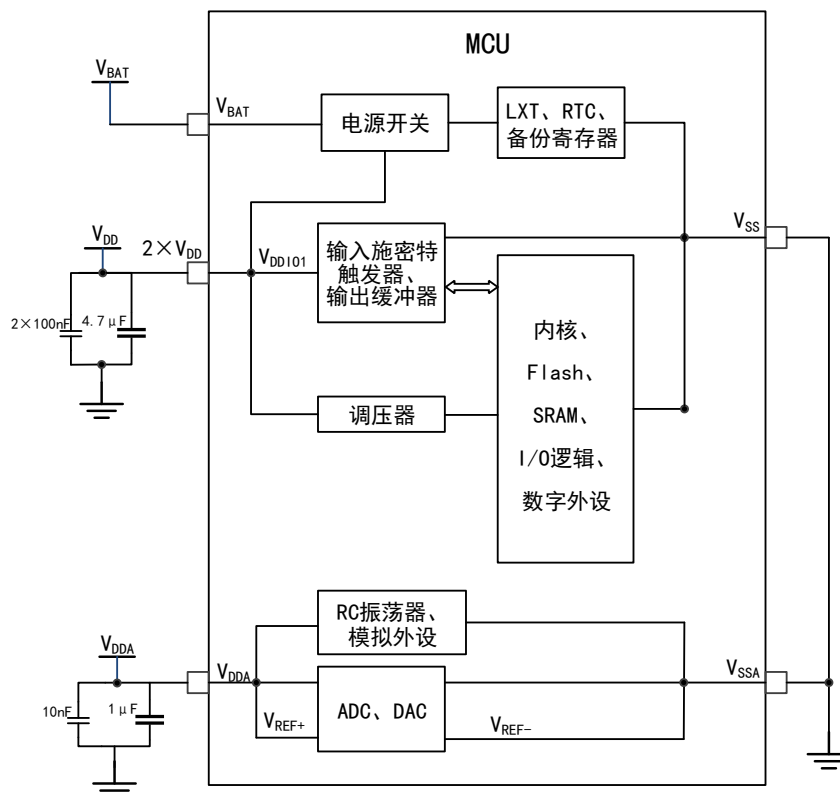 MCU
VBAT
VBAT
电源开关
LXT、RTC、
备份寄存器
VSS
VDD
2×VDD
VDDIO1
输入施密特
触发器、
输出缓冲器
2×100nF
4.7μF
内核、
Flash、
SRAM、
I/O逻辑、
数字外设
调压器
RC振荡器、
模拟外设
VDDA
VDDA
VSSA
10nF
1μF
ADC、DAC
VREF+
VREF-